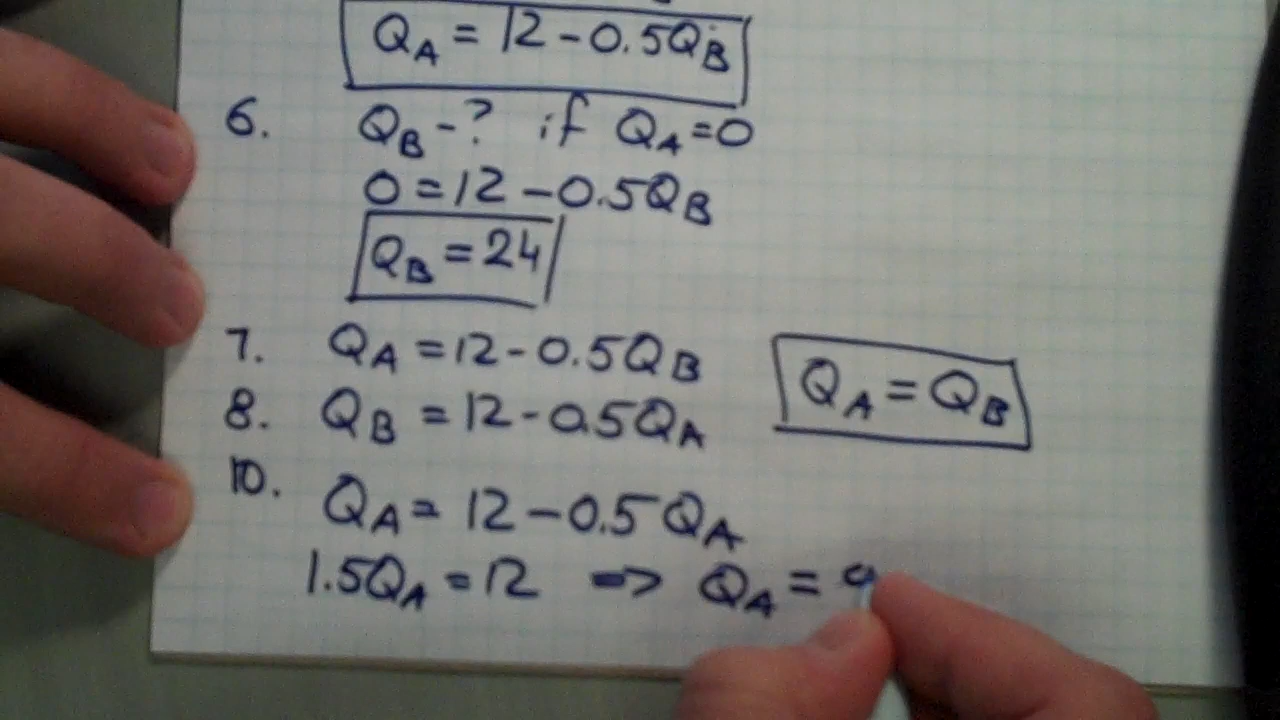 QA = 12 - 0.5QB
6. QB - ? if QA = 0
0 = 12 - 0.5QB
QB = 24
7. QA = 12 - 0.5QB
8. QB = 12 - 0.5QA
QA = QB
10. QA = 12 - 0.5QA
1.5QA = 12 => QA =